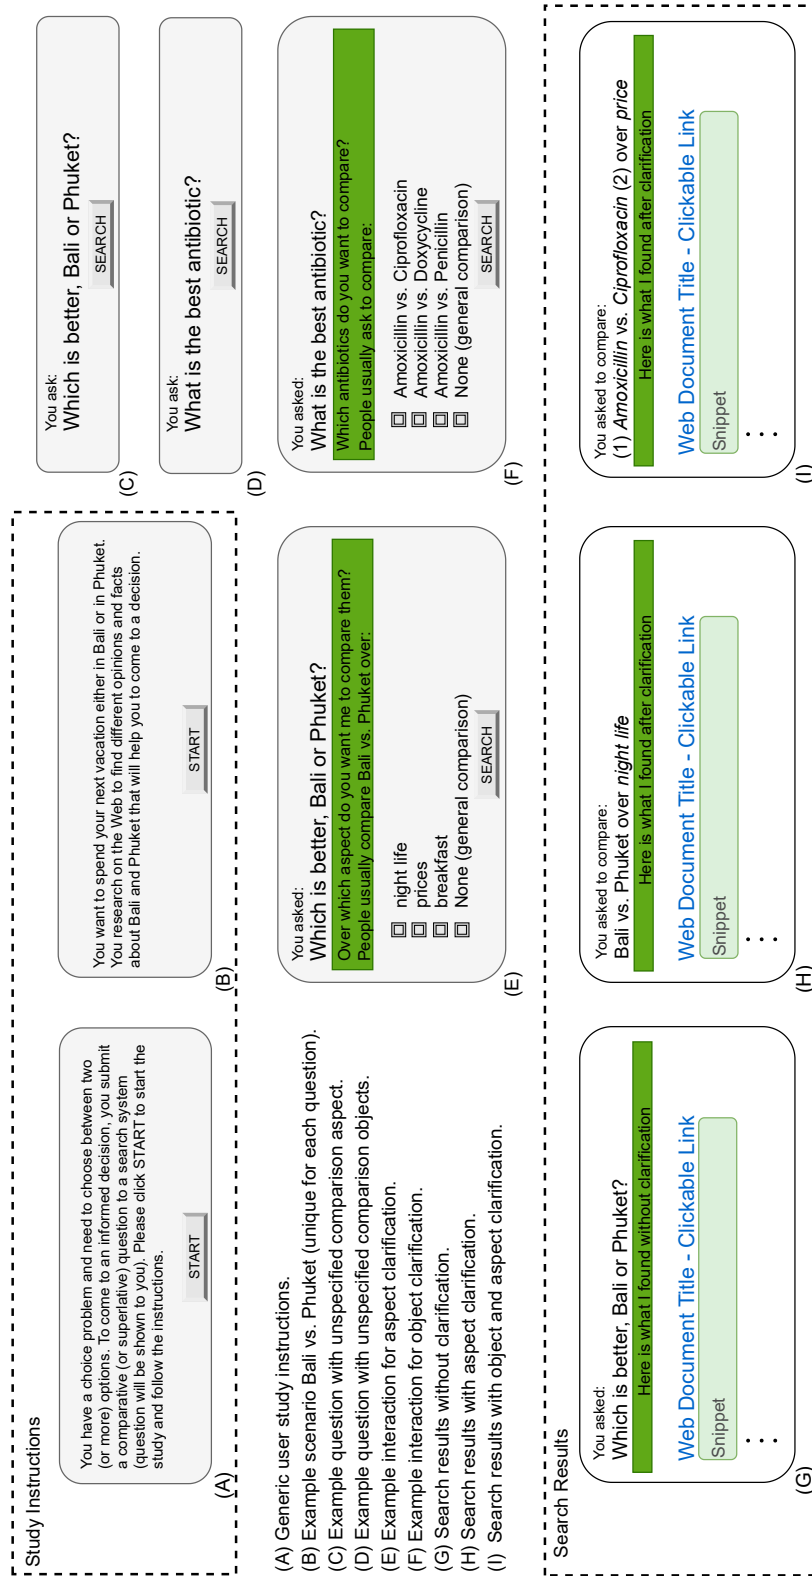 Study Instructions
You have a choice problem and need to choose between two
(or more) options. To come to an informed decision, you submit
a comparative (or superlative) question to a search system
(question will be shown to you). Please click START to start the
study and follow the instructions.
START
(A)
You want to spend your next vacation either in Bali or in Phuket.
You research on the Web to find different opinions and facts
about Bali and Phuket that will help you to come to a decision.
START
(B)
You ask:
Which is better, Bali or Phuket?
SEARCH
(C)
You ask:
What is the best antibiotic?
SEARCH
(D)
(A) Generic user study instructions.
(B) Example scenario Bali vs. Phuket (unique for each question).
(C) Example question with unspecified comparison aspect.
(D) Example question with unspecified comparison objects.
(E) Example interaction for aspect clarification.
(F) Example interaction for object clarification.
(G) Search results without clarification.
(H) Search results with aspect clarification.
(I) Search results with object and aspect clarification.
You asked:
Which is better, Bali or Phuket?
Over which aspect do you want me to compare them?
People usually compare Bali vs. Phuket over:
night life
prices
breakfast
None (general comparison)
SEARCH
(E)
You asked:
What is the best antibiotic?
Which antibiotics do you want to compare?
People usually ask to compare:
Amoxicillin vs. Ciprofloxacin
Amoxicillin vs. Doxycycline
Amoxicillin vs. Penicillin
None (general comparison)
SEARCH
(F)
Search Results
You asked:
Which is better, Bali or Phuket?
Here is what I found without clarification
Web Document Title - Clickable Link
Snippet
. . .
(G)
You asked to compare:
Bali vs. Phuket over night life
Here is what I found after clarification
Web Document Title - Clickable Link
Snippet
. . .
(H)
You asked to compare:
(1) Amoxicillin vs. Ciprofloxacin (2) over price
Here is what I found after clarification
Web Document Title - Clickable Link
Snippet
. . .
(I)